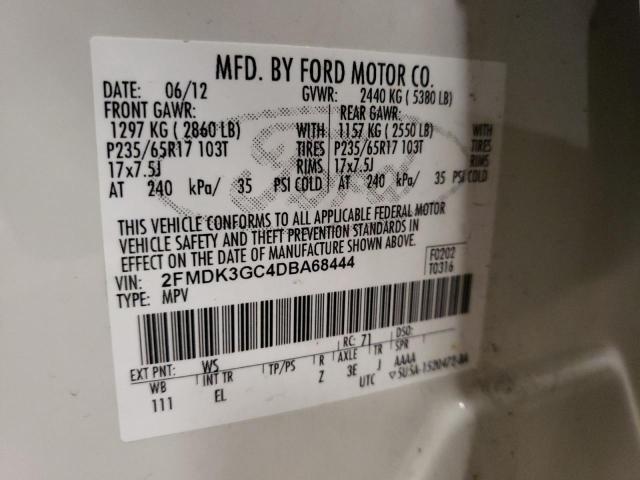 MFD. BY FORD MOTOR CO.
DATE: 06/12 GVWR: 2440 KG ( 5380 LB)
FRONT GAWR: REAR GAWR:
1297 KG ( 2860 LB) WITH 1157 KG ( 2550 LB) WITH
P235/65R17 103T TIRES P235/65R17 103T TIRES
17x7.5J RIMS 17x7.5J RIMS
AT 240 kPa/ 35 PSI COLD AT 240 kPa/ 35 PSI COLD
Ford
THIS VEHICLE CONFORMS TO ALL APPLICABLE FEDERAL MOTOR
VEHICLE SAFETY AND THEFT PREVENTION STANDARDS IN
EFFECT ON THE DATE OF MANUFACTURE SHOWN ABOVE.
VIN: 2FMDK3GC4DBA68444 F0202
TYPE: MPV T0316
EXT PNT: WS RC: 71 DSO:
WB INT TR TP/PS R AXLE TR SPR
111 EL Z 3E J AAAA
UTC ▽5U5A-1520472-BA